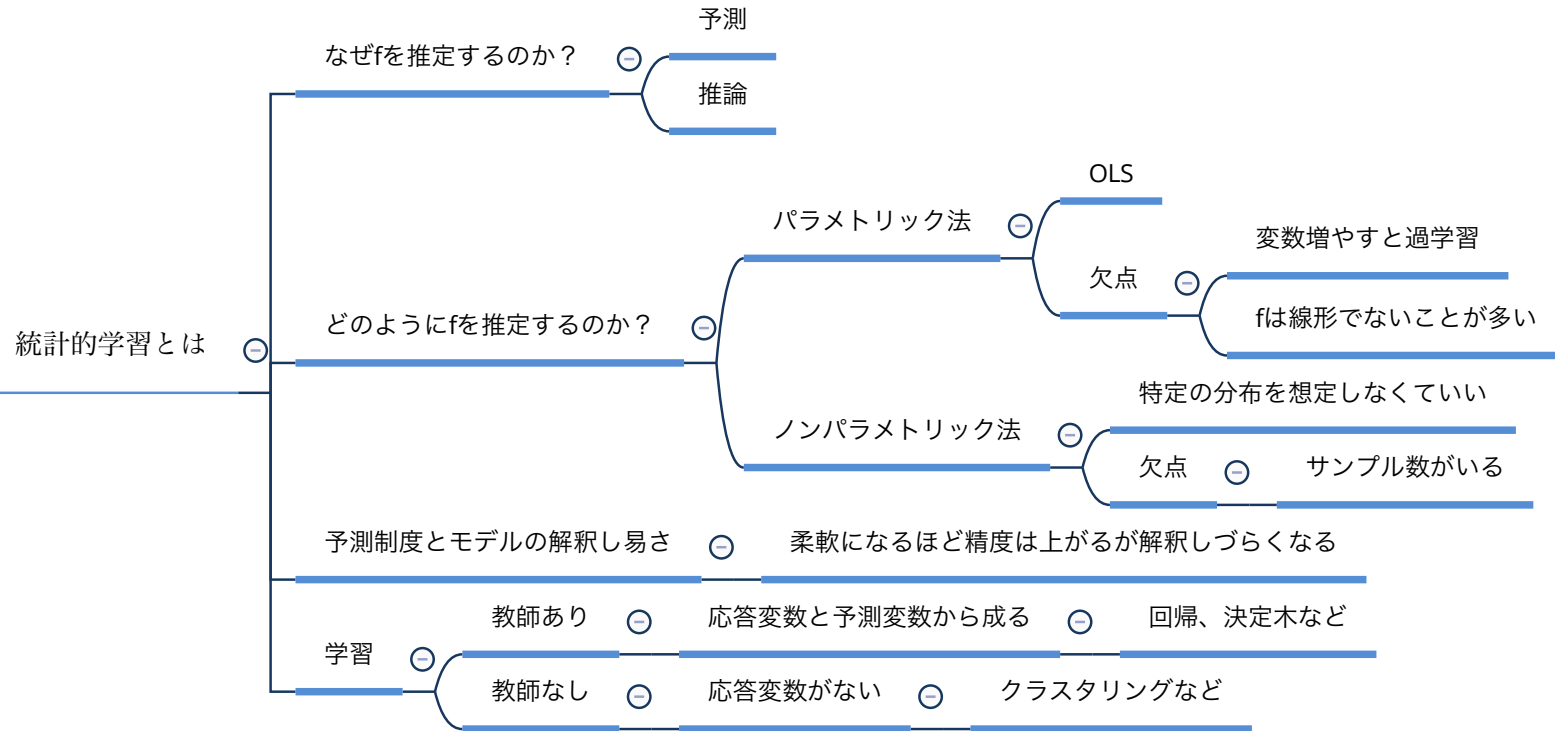 統計的学習とは
なぜfを推定するのか？
予測
推論
どのようにfを推定するのか？
パラメトリック法
OLS
欠点
変数増やすと過学習
fは線形でないことが多い
ノンパラメトリック法
特定の分布を想定しなくていい
欠点
サンプル数がいる
予測制度とモデルの解釈し易さ
柔軟になるほど精度は上がるが解釈しづらくなる
学習
教師あり
応答変数と予測変数から成る
回帰、決定木など
教師なし
応答変数がない
クラスタリングなど